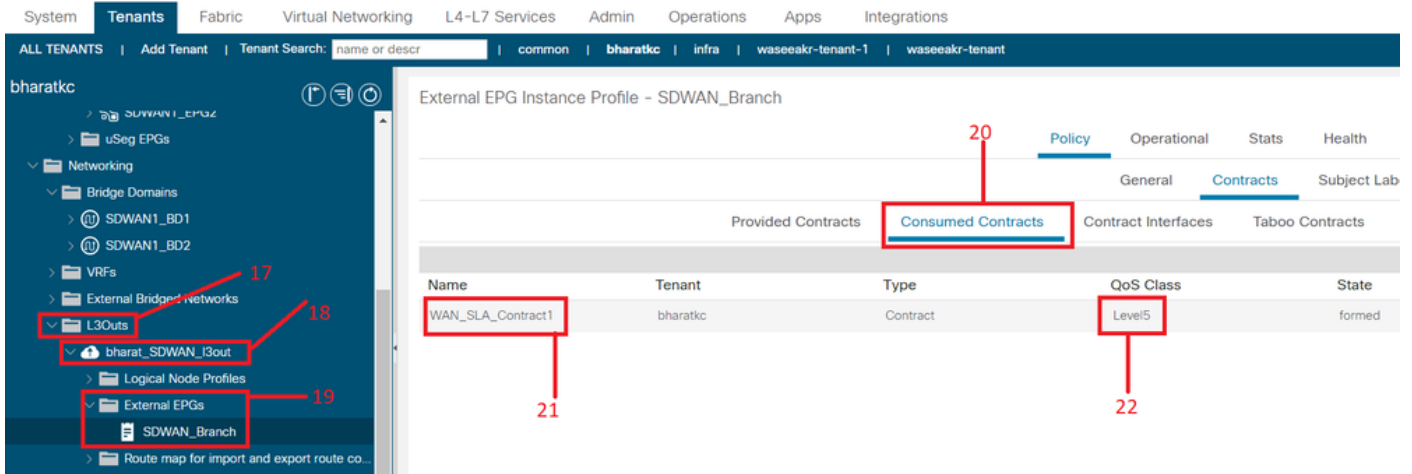 System Tenants Fabric Virtual Networking L4-L7 Services Admin Operations Apps Integrations
ALL TENANTS | Add Tenant | Tenant Search: name or descr | common | bharatkc | infra | waseeakr-tenant-1 | waseeakr-tenant
bharatkc
SDWAN1_EPG2
uSeg EPGs
Networking
Bridge Domains
SDWAN1_BD1
SDWAN1_BD2
VRFs
17
External Bridged Networks
18
L3Outs
bharat_SDWAN_l3out
Logical Node Profiles
External EPGs
19
SDWAN_Branch
Route map for import and export route co...
External EPG Instance Profile - SDWAN_Branch
20
Policy Operational Stats Health
General Contracts Subject Lab
Provided Contracts Consumed Contracts Contract Interfaces Taboo Contracts
Name Tenant Type QoS Class State
WAN_SLA_Contract1 bharatkc Contract Level5 formed
21
22